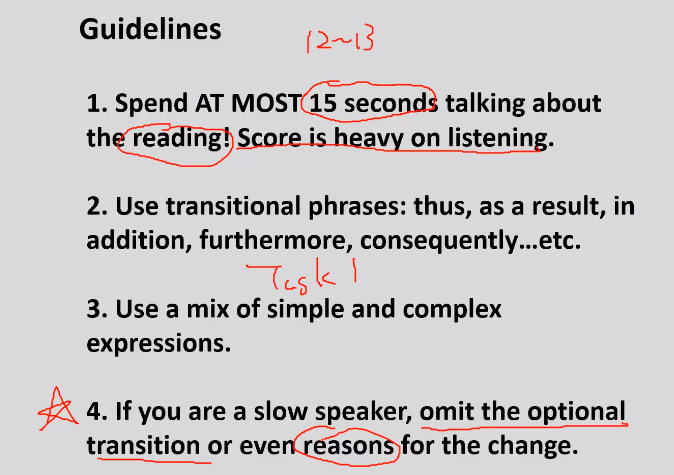 Guidelines
12~13
1. Spend AT MOST 15 seconds talking about
the reading! Score is heavy on listening.
2. Use transitional phrases: thus, as a result, in
addition, furthermore, consequently...etc.
Task 1
3. Use a mix of simple and complex
expressions.
4. If you are a slow speaker, omit the optional
transition or even reasons for the change.